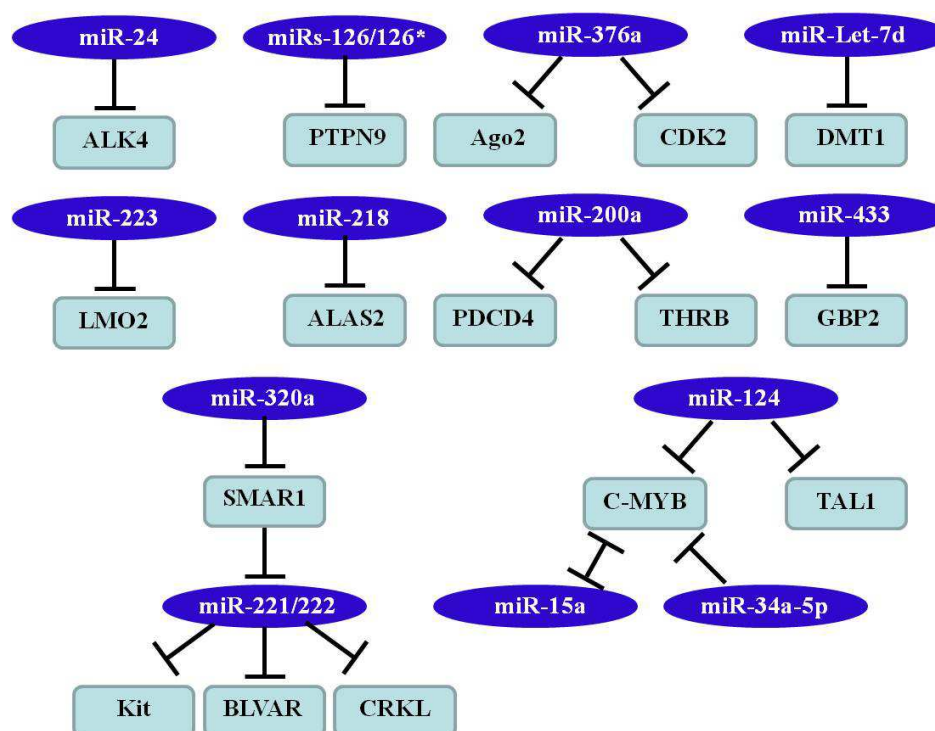 miR-24
miRs-126/126*
miR-376a
miR-Let-7d
ALK4
PTPN9
Ago2
CDK2
DMT1
miR-223
miR-218
miR-200a
miR-433
LMO2
ALAS2
PDCD4
THRB
GBP2
miR-320a
miR-124
SMAR1
C-MYB
TAL1
miR-221/222
miR-15a
miR-34a-5p
Kit
BLVAR
CRKL